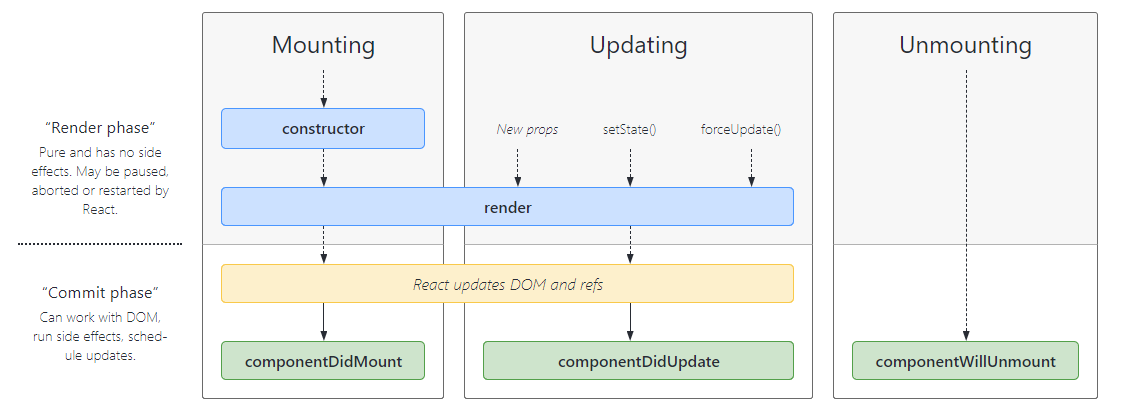 Mounting
Updating
Unmounting
“Render phase”
Pure and has no side
effects. May be paused,
aborted or restarted by
React.
constructor
New props
setState()
forceUpdate()
render
“Commit phase”
Can work with DOM,
run side effects, sched-
ule updates.
React updates DOM and refs
componentDidMount
componentDidUpdate
componentWillUnmount